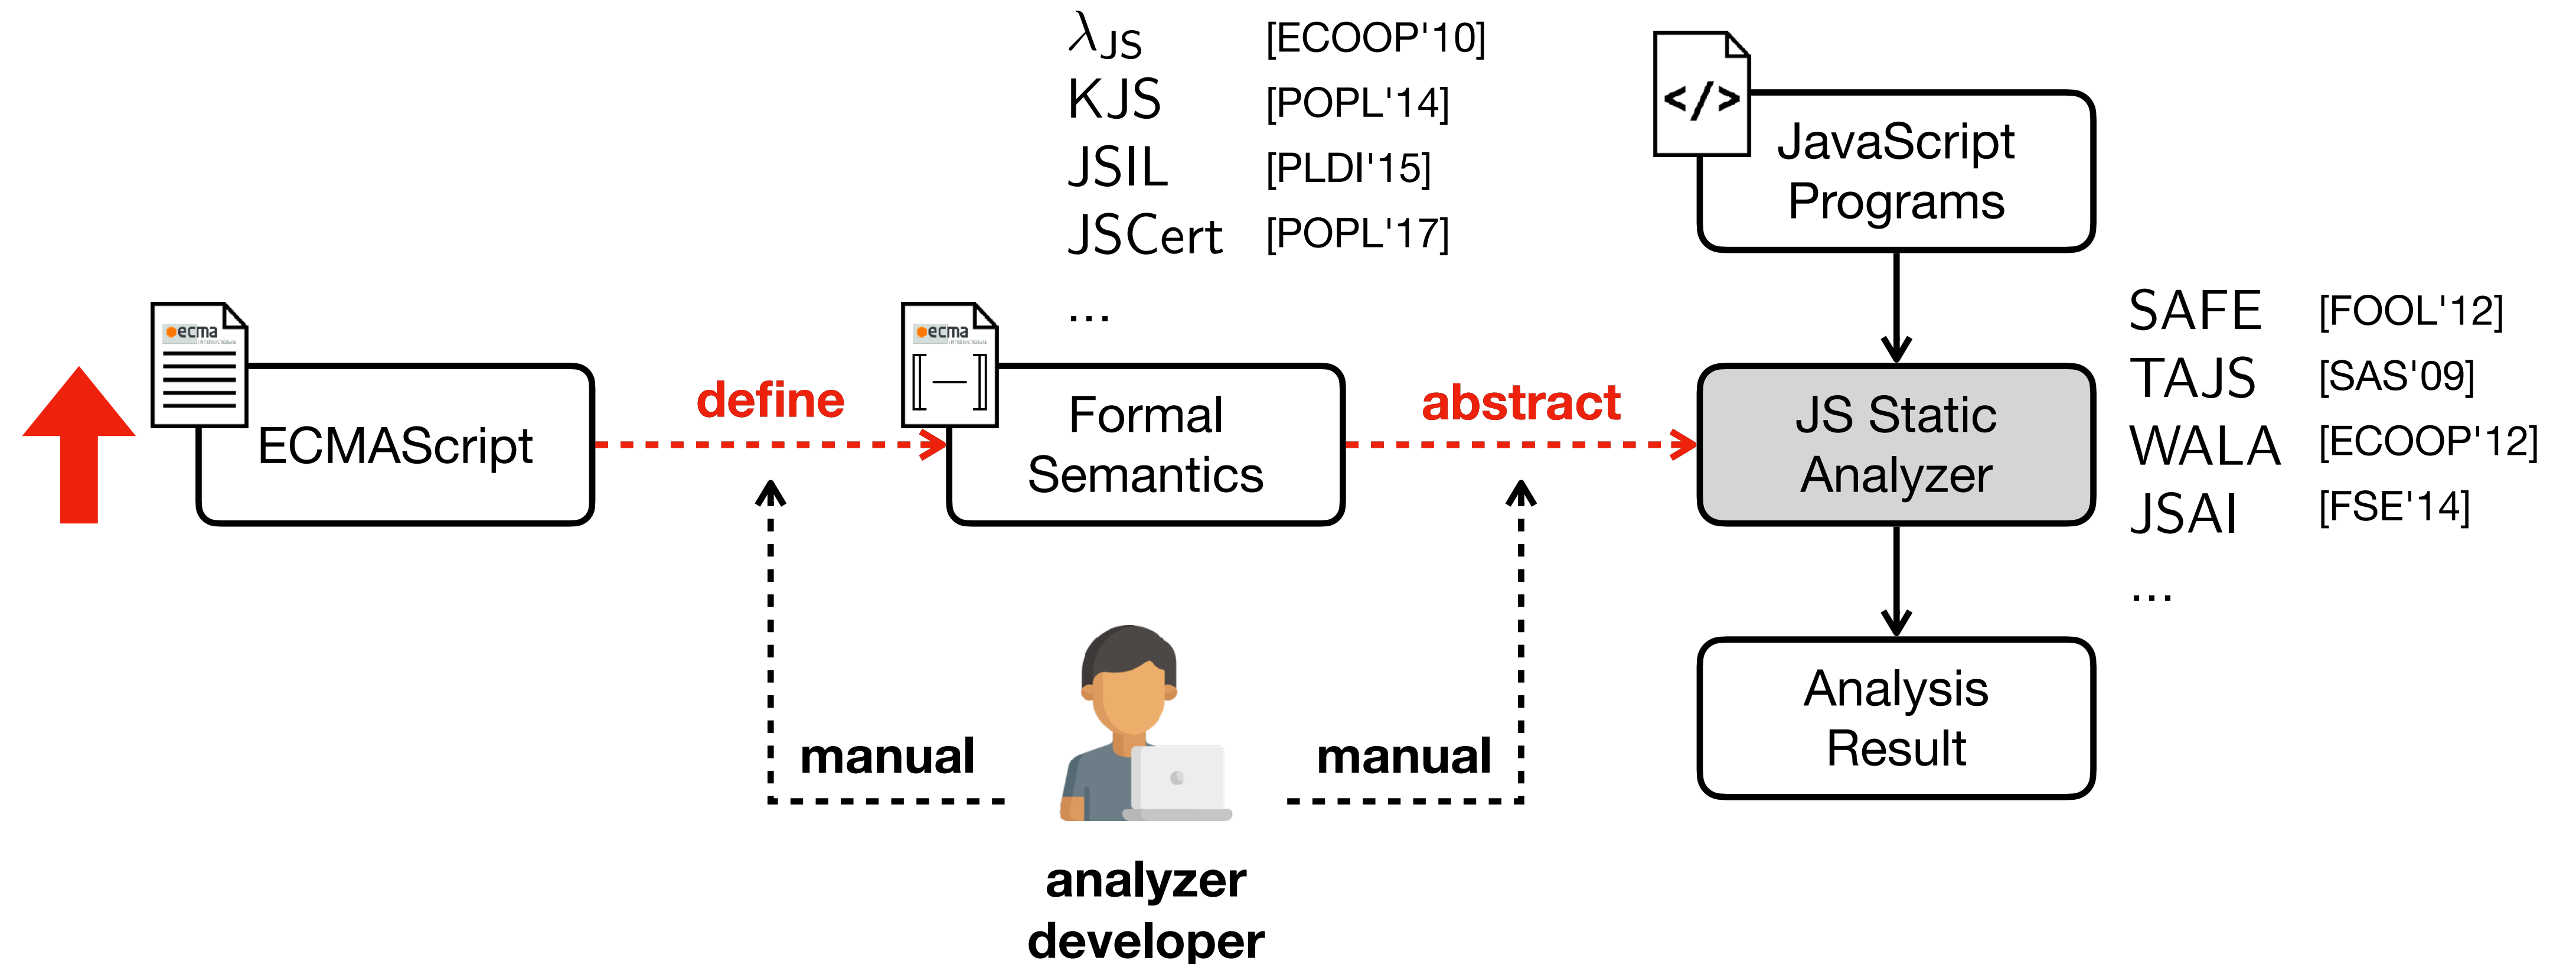 λJS [ECOOP'10]
KJS [POPL'14]
JSIL [PLDI'15]
JSCert [POPL'17]
...
</>
JavaScript
Programs
ecma
ECMAScript
define
ecma
⟦—⟧
Formal
Semantics
abstract
JS Static
Analyzer
SAFE [FOOL'12]
TAJS [SAS'09]
WALA [ECOOP'12]
JSAI [FSE'14]
...
manual
manual
Analysis
Result
analyzer
developer